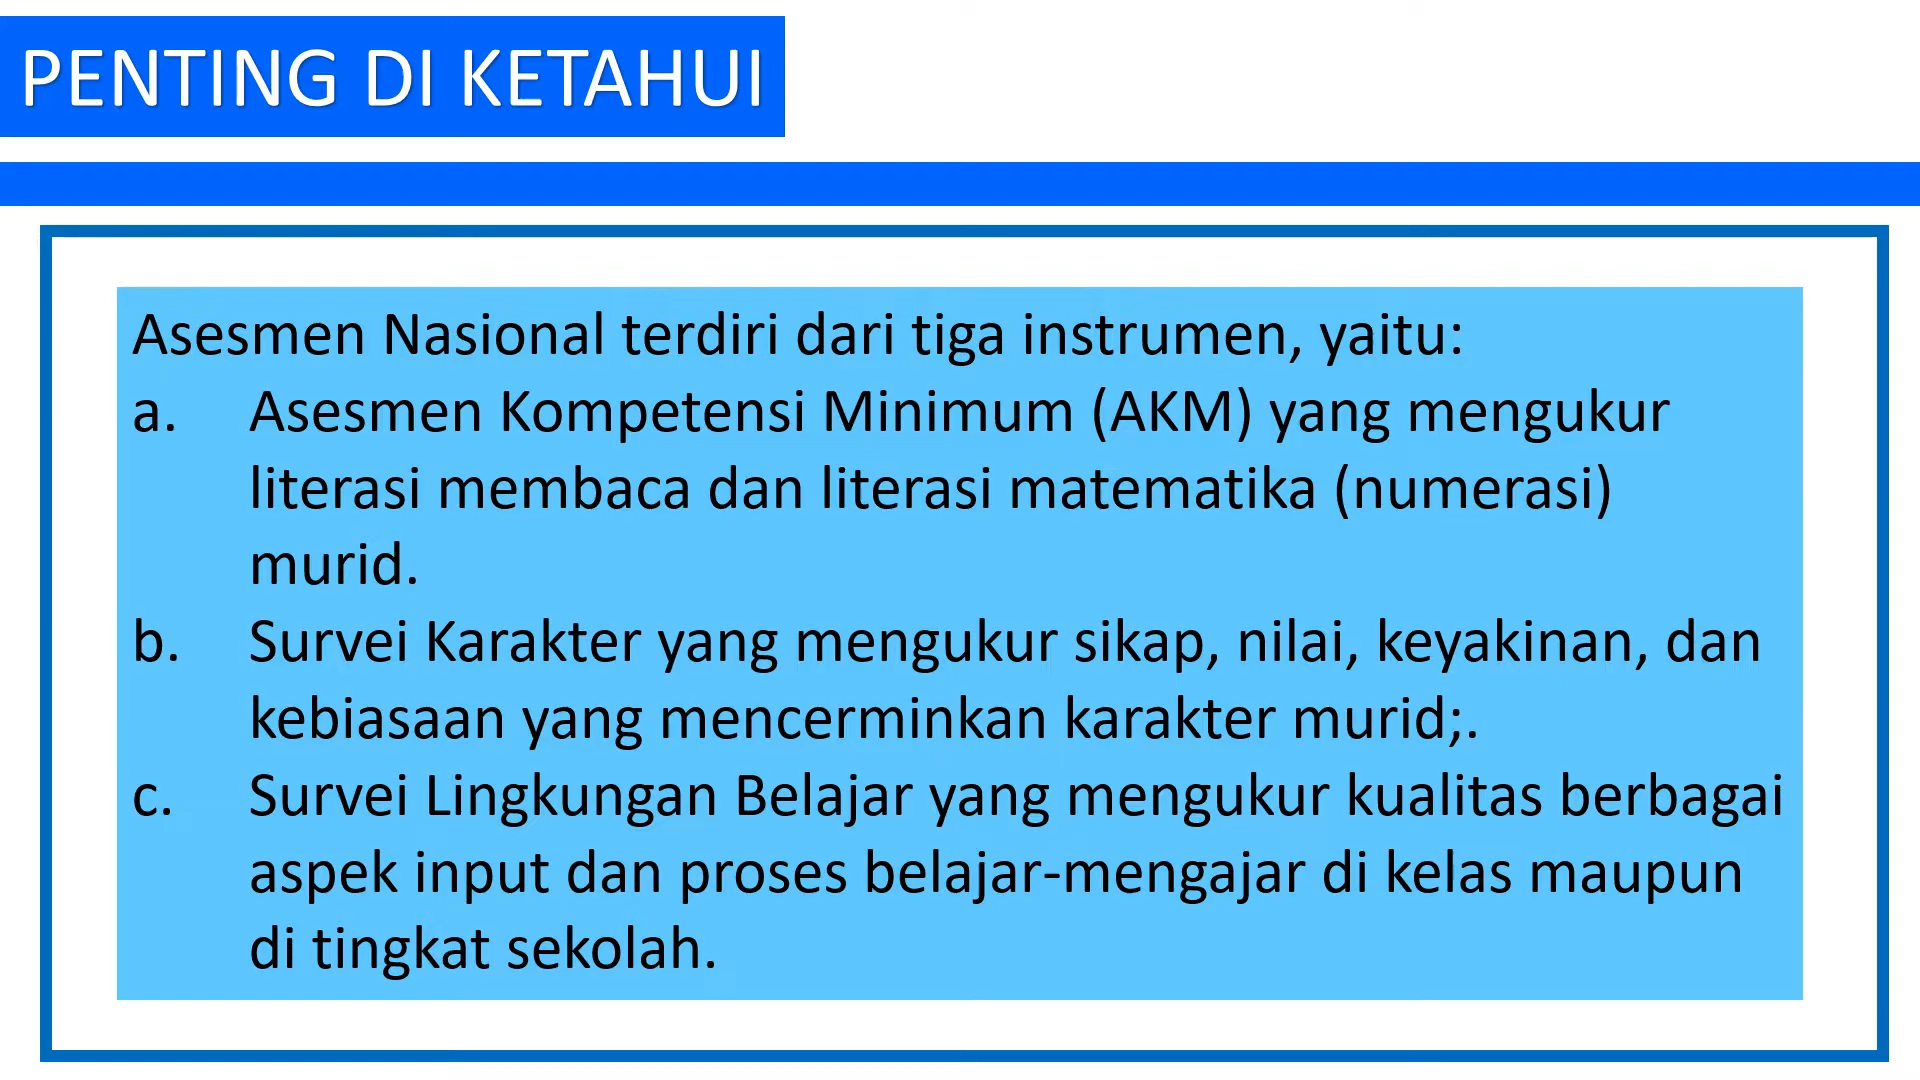 PENTING DI KETAHUI
Asesmen Nasional terdiri dari tiga instrumen, yaitu:
a. Asesmen Kompetensi Minimum (AKM) yang mengukur
literasi membaca dan literasi matematika (numerasi)
murid.
b. Survei Karakter yang mengukur sikap, nilai, keyakinan, dan
kebiasaan yang mencerminkan karakter murid;.
c. Survei Lingkungan Belajar yang mengukur kualitas berbagai
aspek input dan proses belajar-mengajar di kelas maupun
di tingkat sekolah.